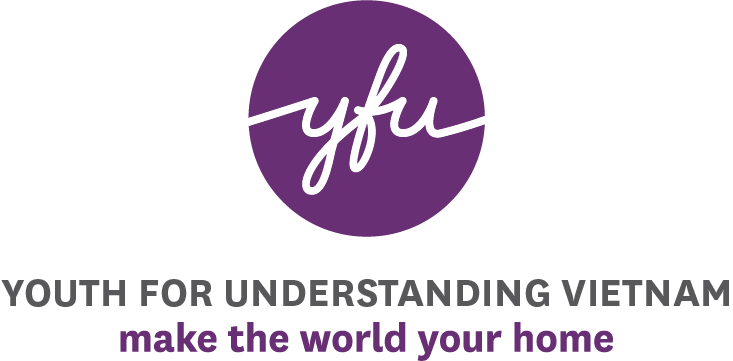 yfu
YOUTH FOR UNDERSTANDING VIETNAM
make the world your home